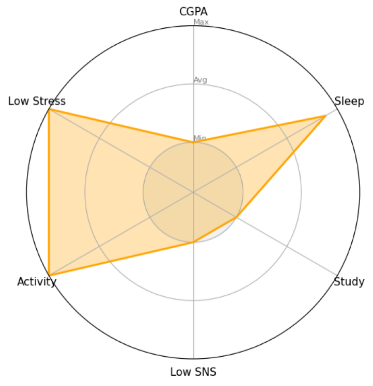 CGPA
Max
Low Stress
Avg
Sleep
Min
Activity
Study
Low SNS